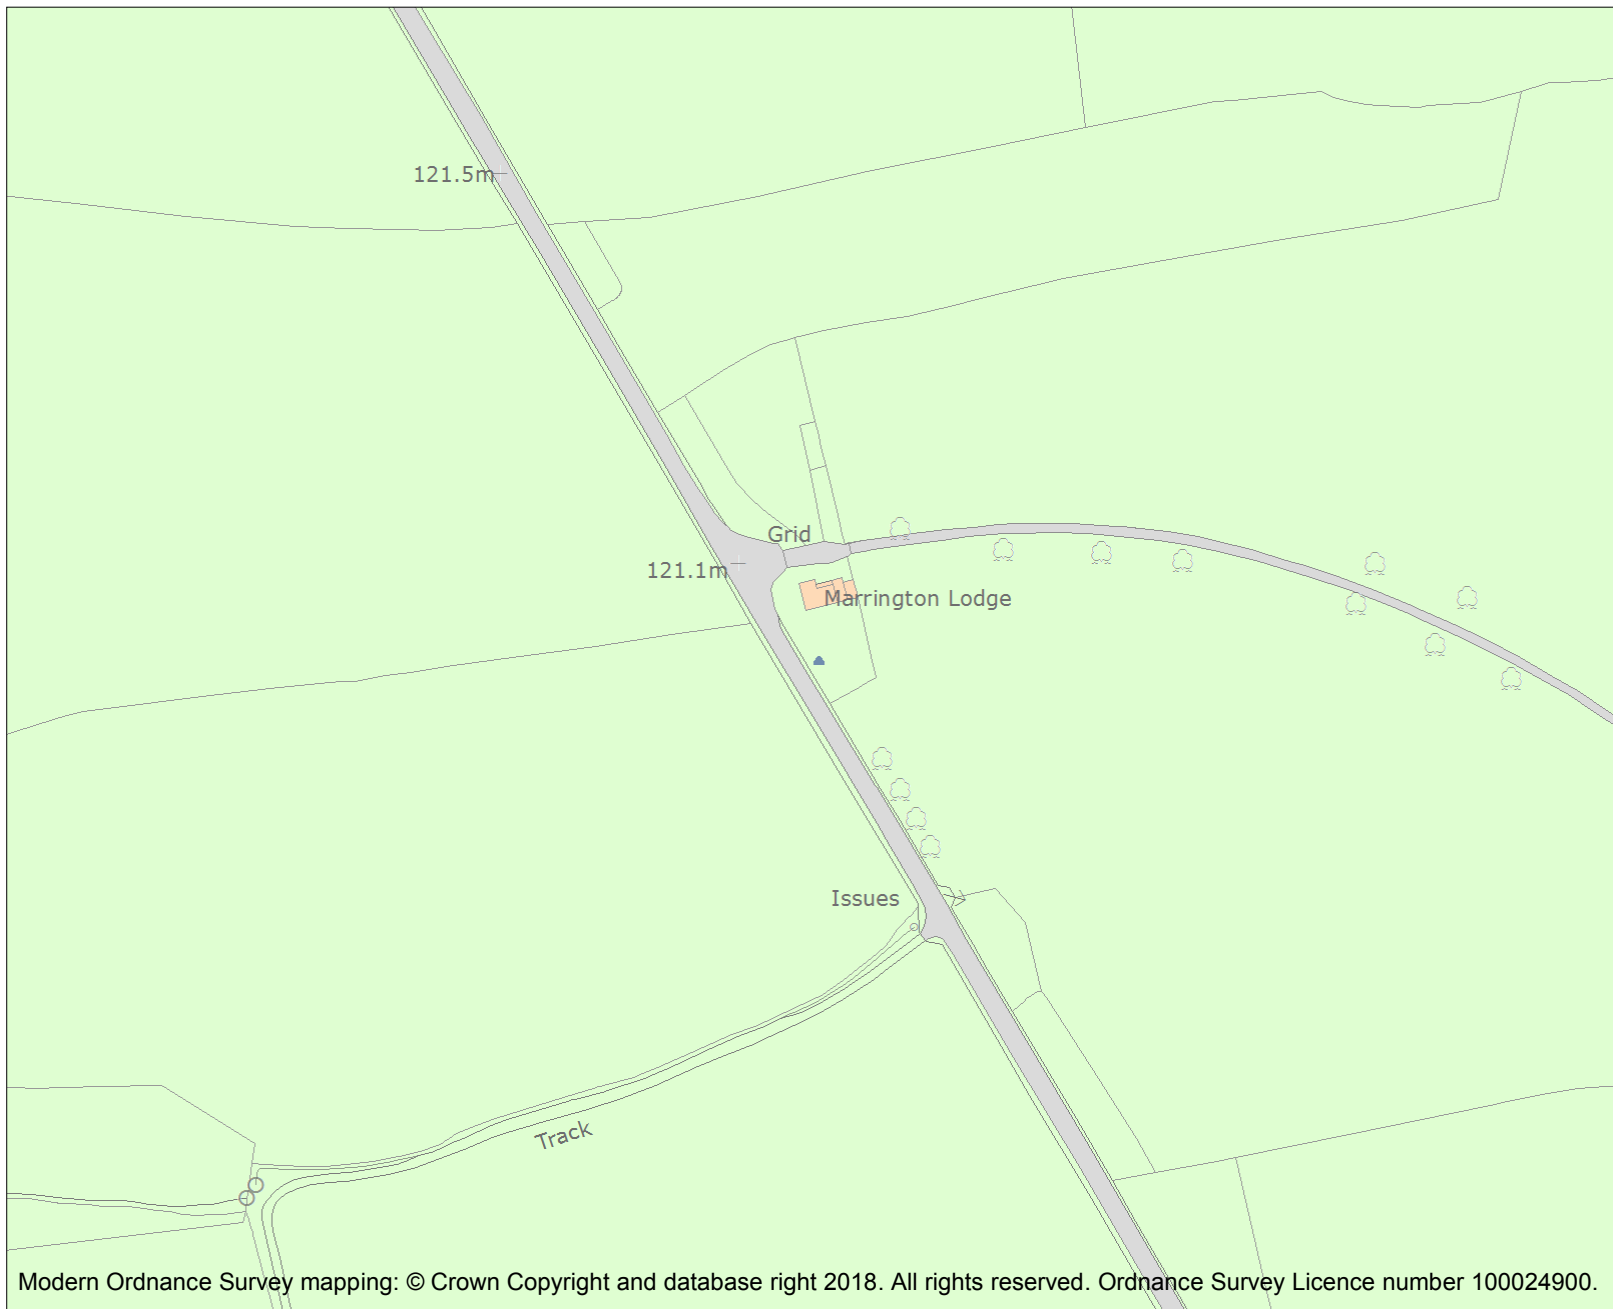 121.5m
Grid
121.1m
Marrington Lodge
Issues
Track
Modern Ordnance Survey mapping: © Crown Copyright and database right 2018. All rights reserved. Ordnance Survey Licence number 100024900.